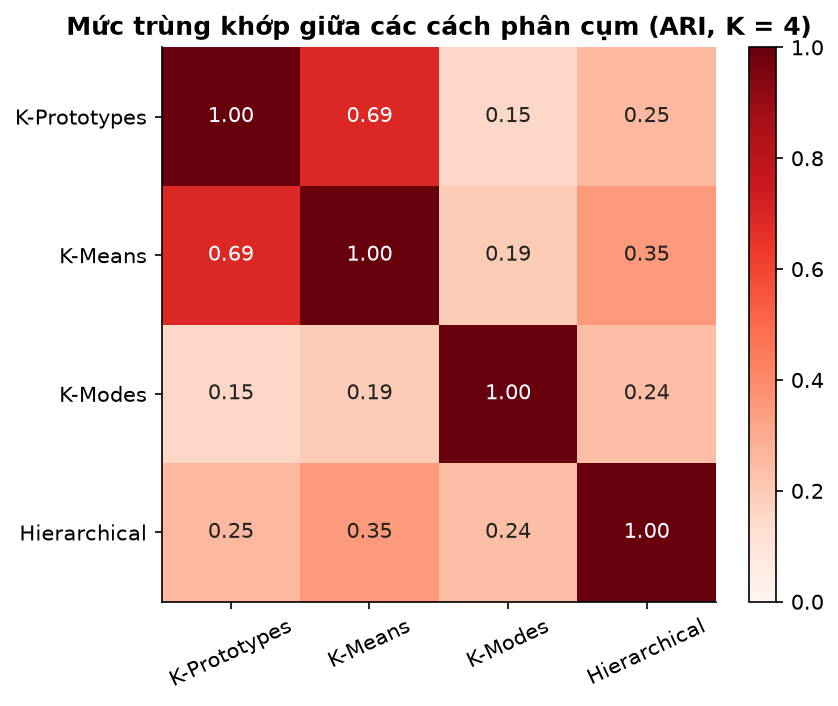 Mức trùng khớp giữa các cách phân cụm (ARI, K = 4)
K-Prototypes 1.00 0.69 0.15 0.25
K-Means 0.69 1.00 0.19 0.35
K-Modes 0.15 0.19 1.00 0.24
Hierarchical 0.25 0.35 0.24 1.00
K-Prototypes K-Means K-Modes Hierarchical
1.0
0.8
0.6
0.4
0.2
0.0